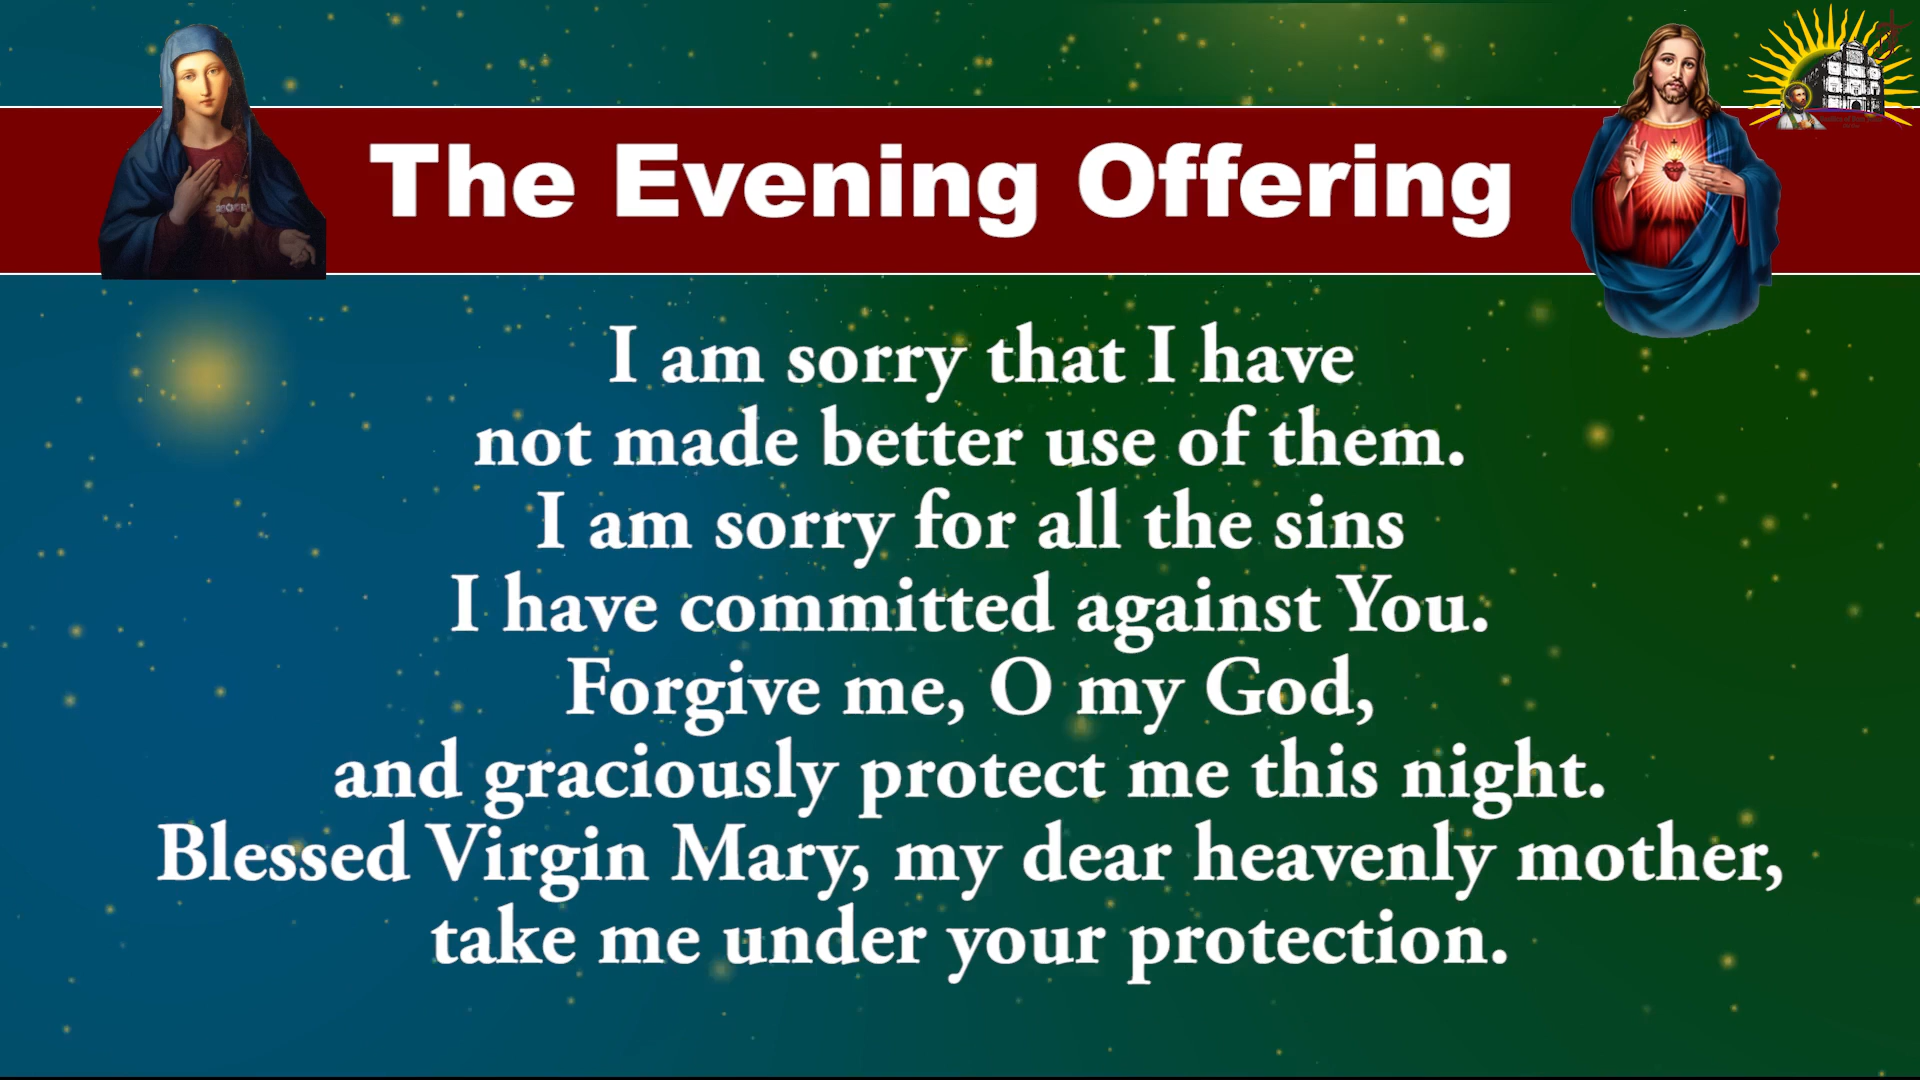 The Evening Offering
I am sorry that I have
not made better use of them.
I am sorry for all the sins
I have committed against You.
Forgive me, O my God,
and graciously protect me this night.
Blessed Virgin Mary, my dear heavenly mother,
take me under your protection.